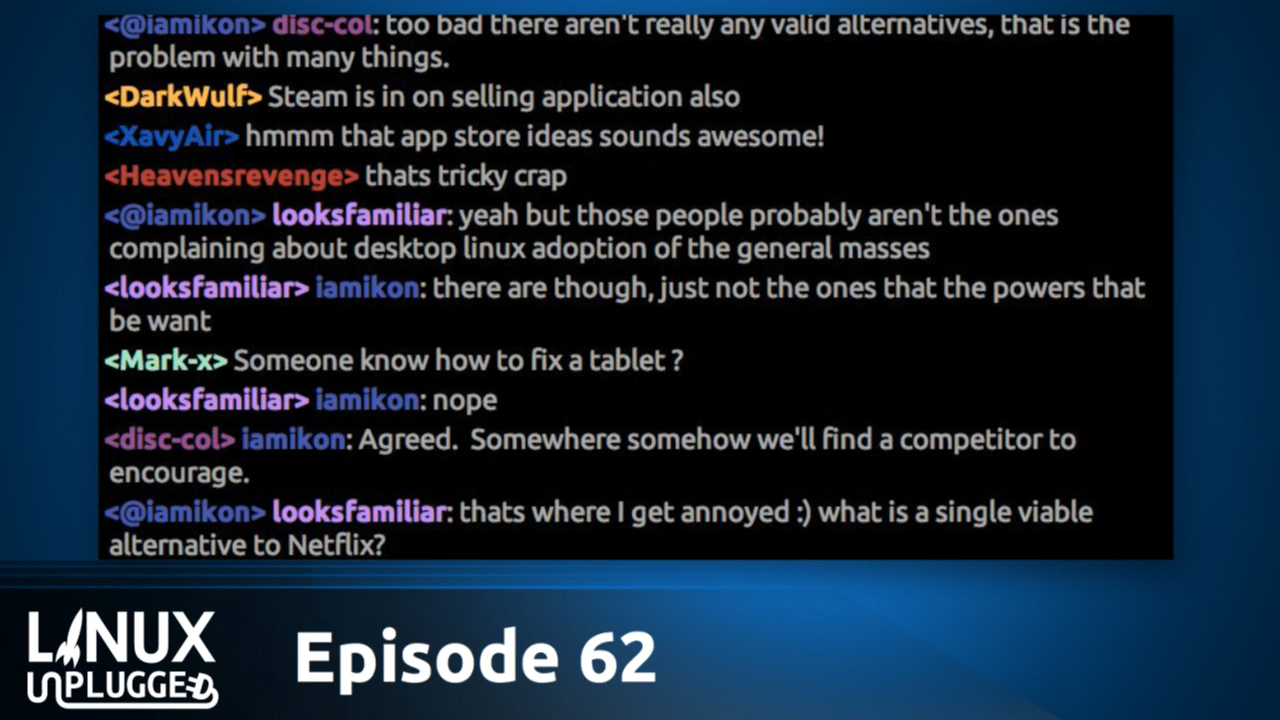 <@iamikon> disc-col: too bad there aren't really any valid alternatives, that is the
problem with many things.
<DarkWulf> Steam is in on selling application also
<XavyAir> hmmm that app store ideas sounds awesome!
<Heavensrevenge> thats tricky crap
<@iamikon> looksfamiliar: yeah but those people probably aren't the ones
complaining about desktop linux adoption of the general masses
<looksfamiliar> iamikon: there are though, just not the ones that the powers that
be want
<Mark-x> Someone know how to fix a tablet ?
<looksfamiliar> iamikon: nope
<disc-col> iamikon: Agreed.  Somewhere somehow we'll find a competitor to
encourage.
<@iamikon> looksfamiliar: thats where I get annoyed :) what is a single viable
alternative to Netflix?
LINUX
UNPLUGGED
Episode 62